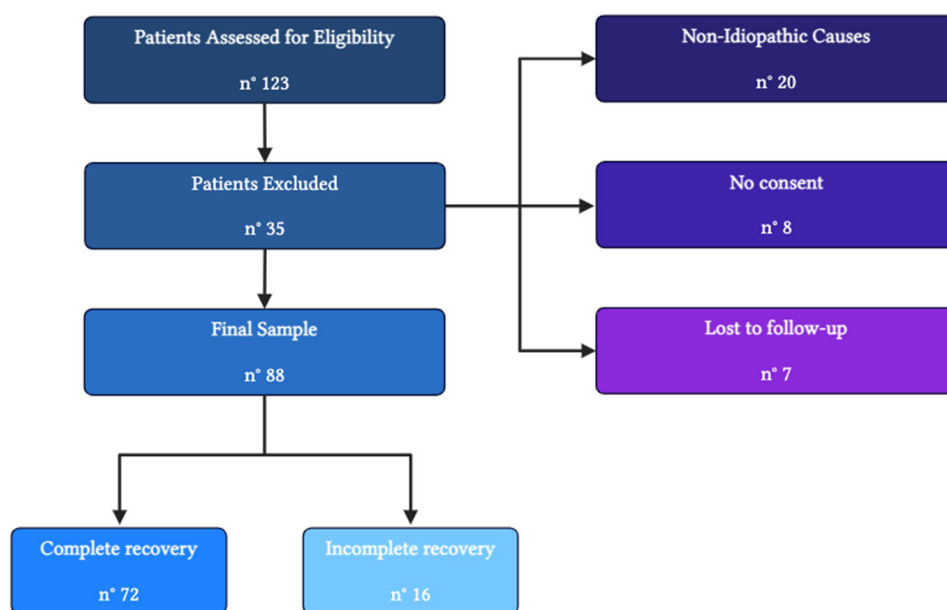 Patients Assessed for Eligibility
n° 123
Non-Idiopathic Causes
n° 20
Patients Excluded
n° 35
No consent
n° 8
Final Sample
n° 88
Lost to follow-up
n° 7
Complete recovery
n° 72
Incomplete recovery
n° 16